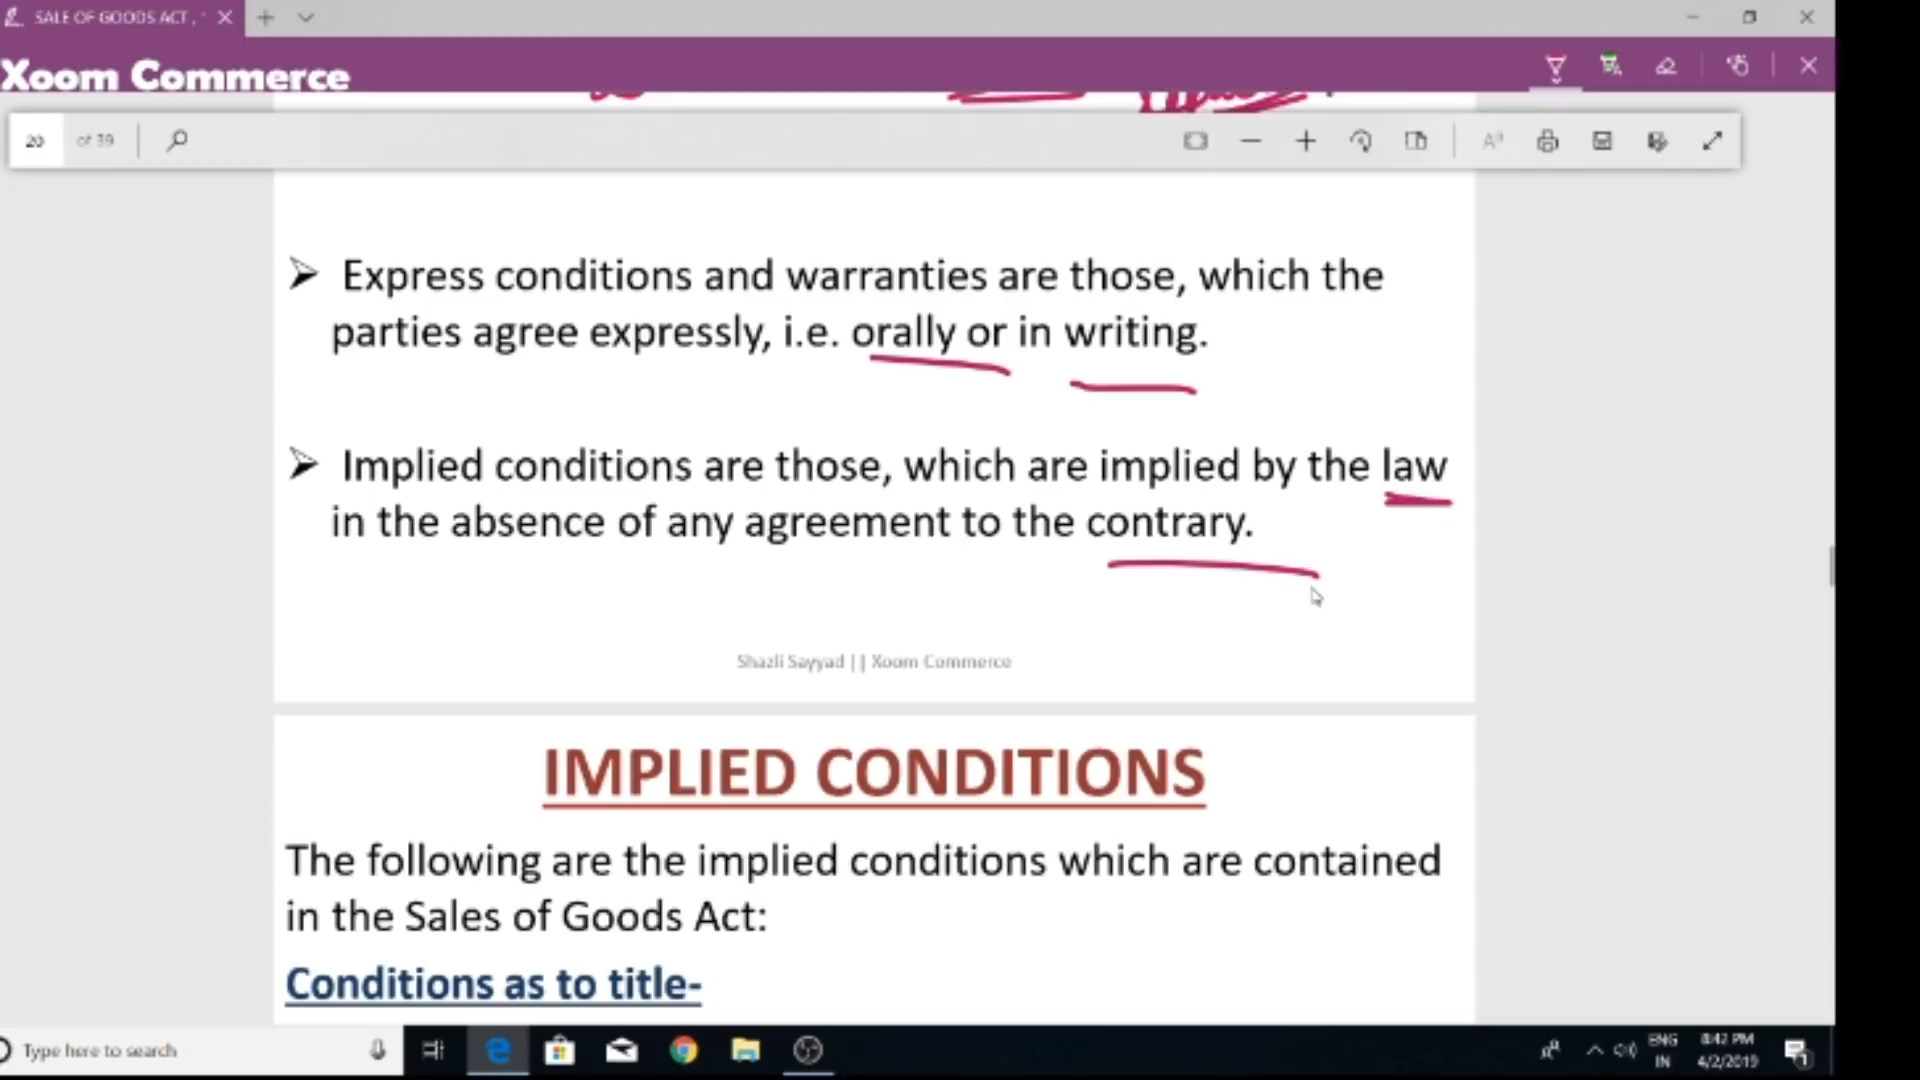 SALE OF GOODS ACT , "
Xoom Commerce
20 of 39
➢ Express conditions and warranties are those, which the
parties agree expressly, i.e. orally or in writing.
➢ Implied conditions are those, which are implied by the law
in the absence of any agreement to the contrary.
Shazli Sayyad || Xoom Commerce
IMPLIED CONDITIONS
The following are the implied conditions which are contained
in the Sales of Goods Act:
Conditions as to title-
Type here to search
ENG
IN
8:42 PM
4/2/2019